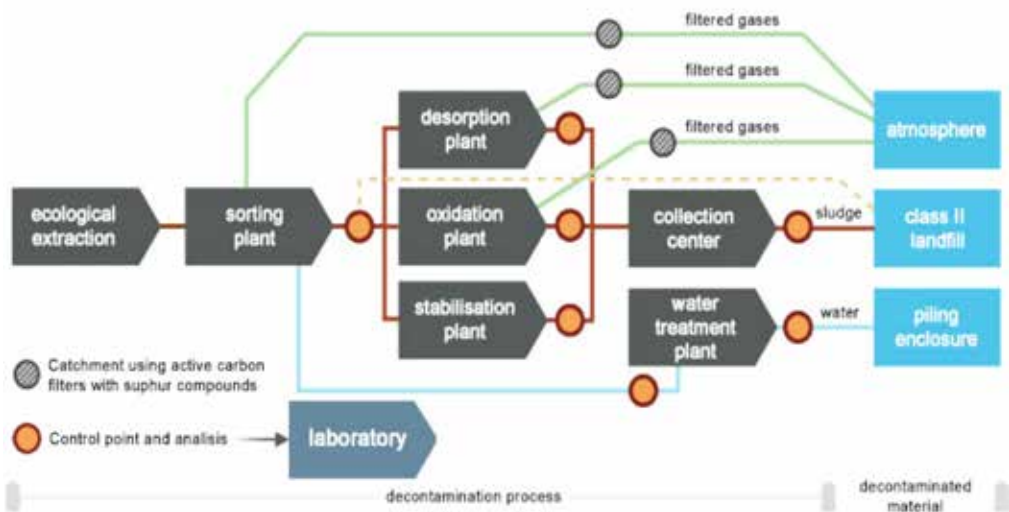 filtered gases
filtered gases
filtered gases
desorption
plant
atmosphere
ecological
extraction
sorting
plant
oxidation
plant
collection
center
sludge
class II
landfill
stabilisation
plant
water
treatment
plant
water
piling
enclosure
Catchment using active carbon
filters with suphur compounds
Control point and analisis
laboratory
decontamination process
decontaminated
material